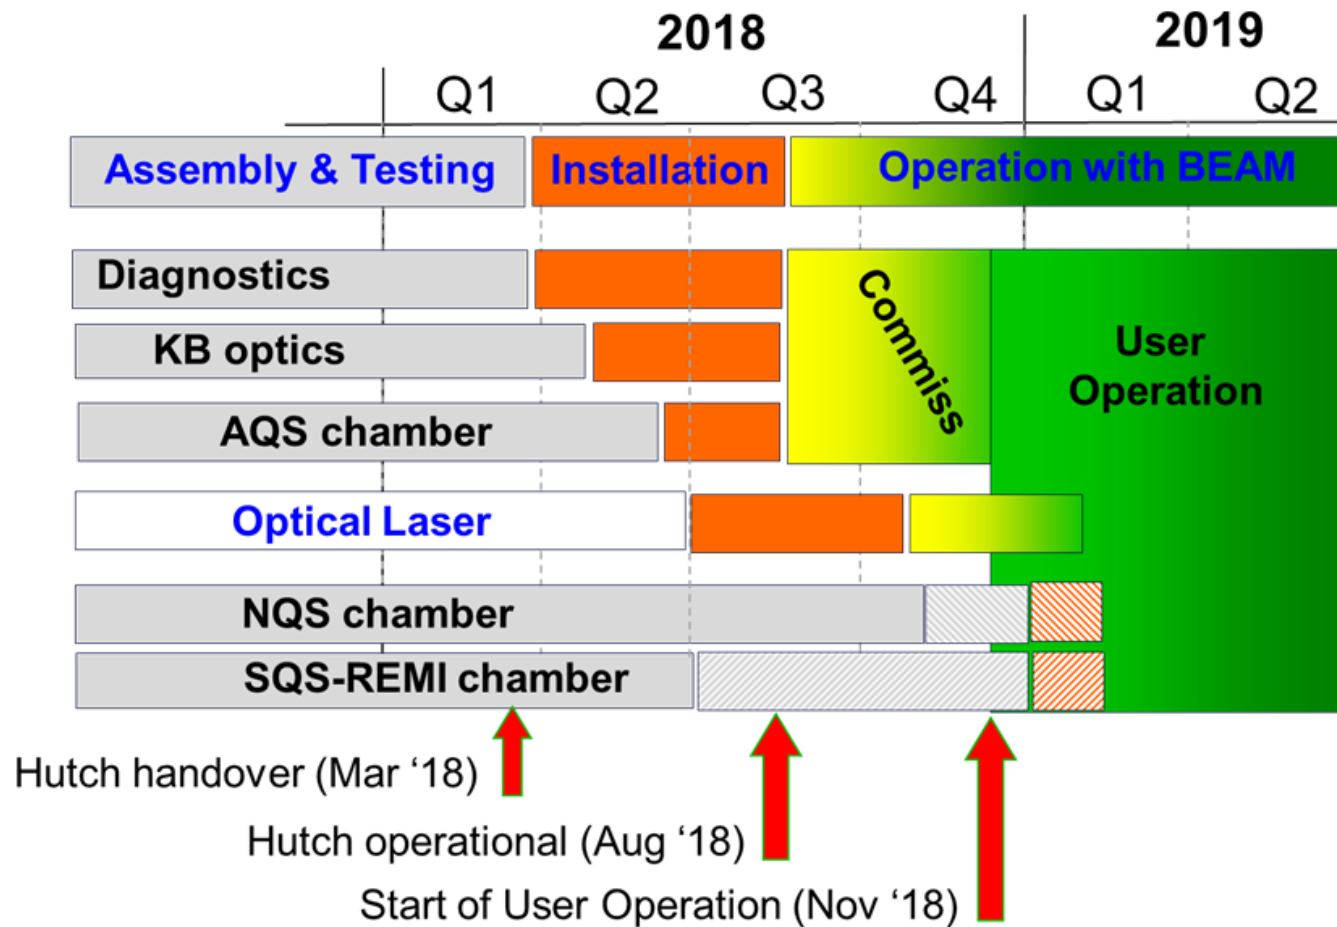 2018 2019
Q1 Q2 Q3 Q4 Q1 Q2
Assembly & Testing Installation Operation with BEAM
Diagnostics
KB optics
AQS chamber
Commiss
User
Operation
Optical Laser
NQS chamber
SQS-REMI chamber
Hutch handover (Mar ‘18)
Hutch operational (Aug ‘18)
Start of User Operation (Nov ‘18)